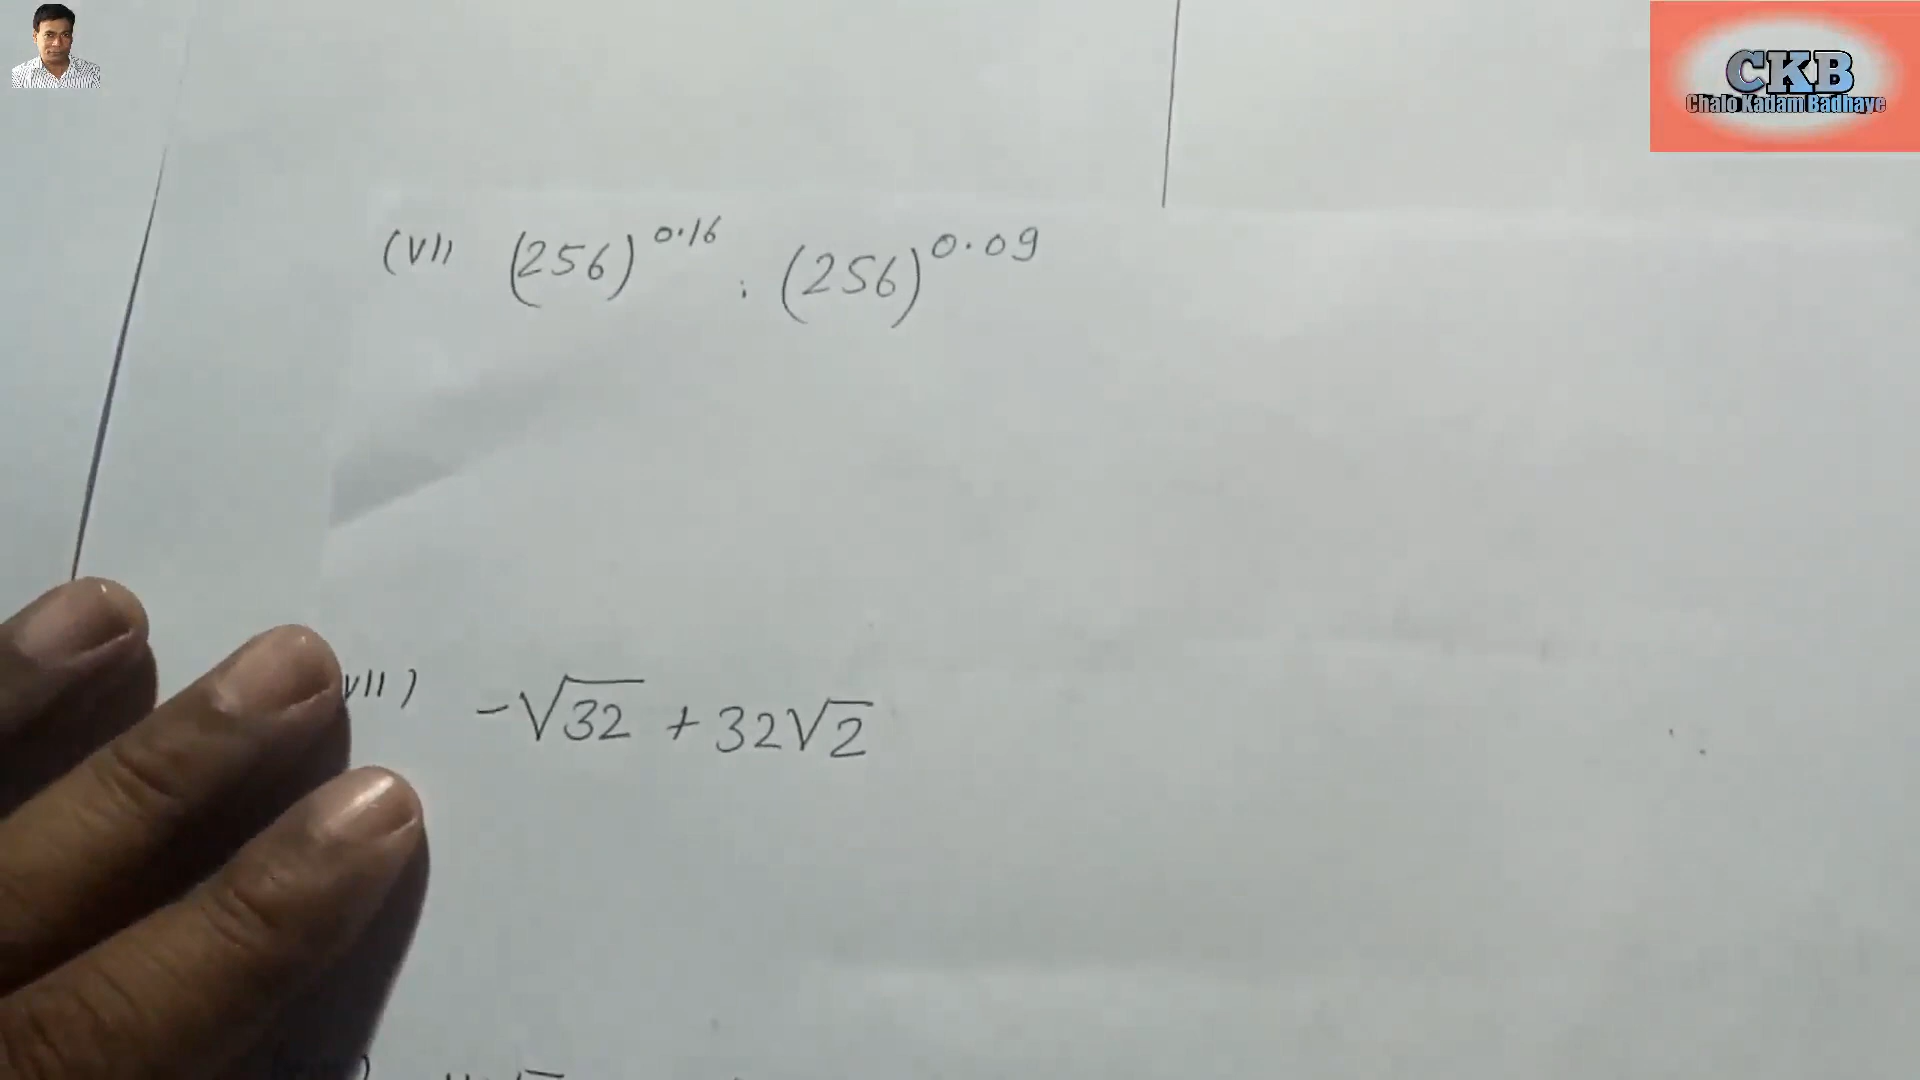 CKB
Chalo Kadam Badhaye
(VI) (256)^0.16 . (256)^0.09
VII) -√32 + 32√2